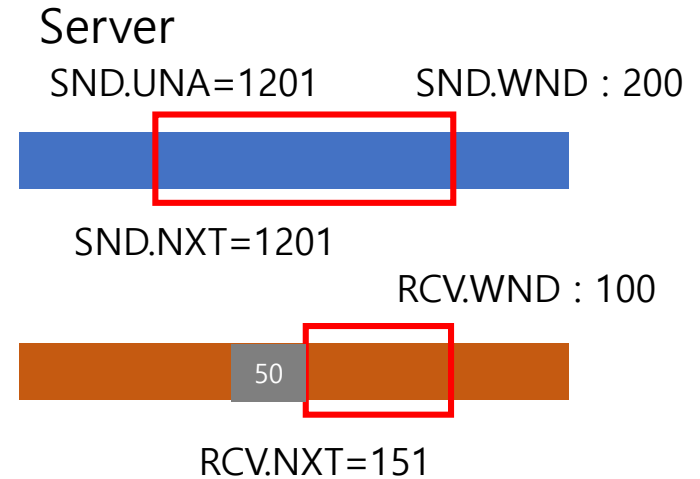 Server
SND.UNA=1201 SND.WND : 200
SND.NXT=1201
RCV.WND : 100
50
RCV.NXT=151